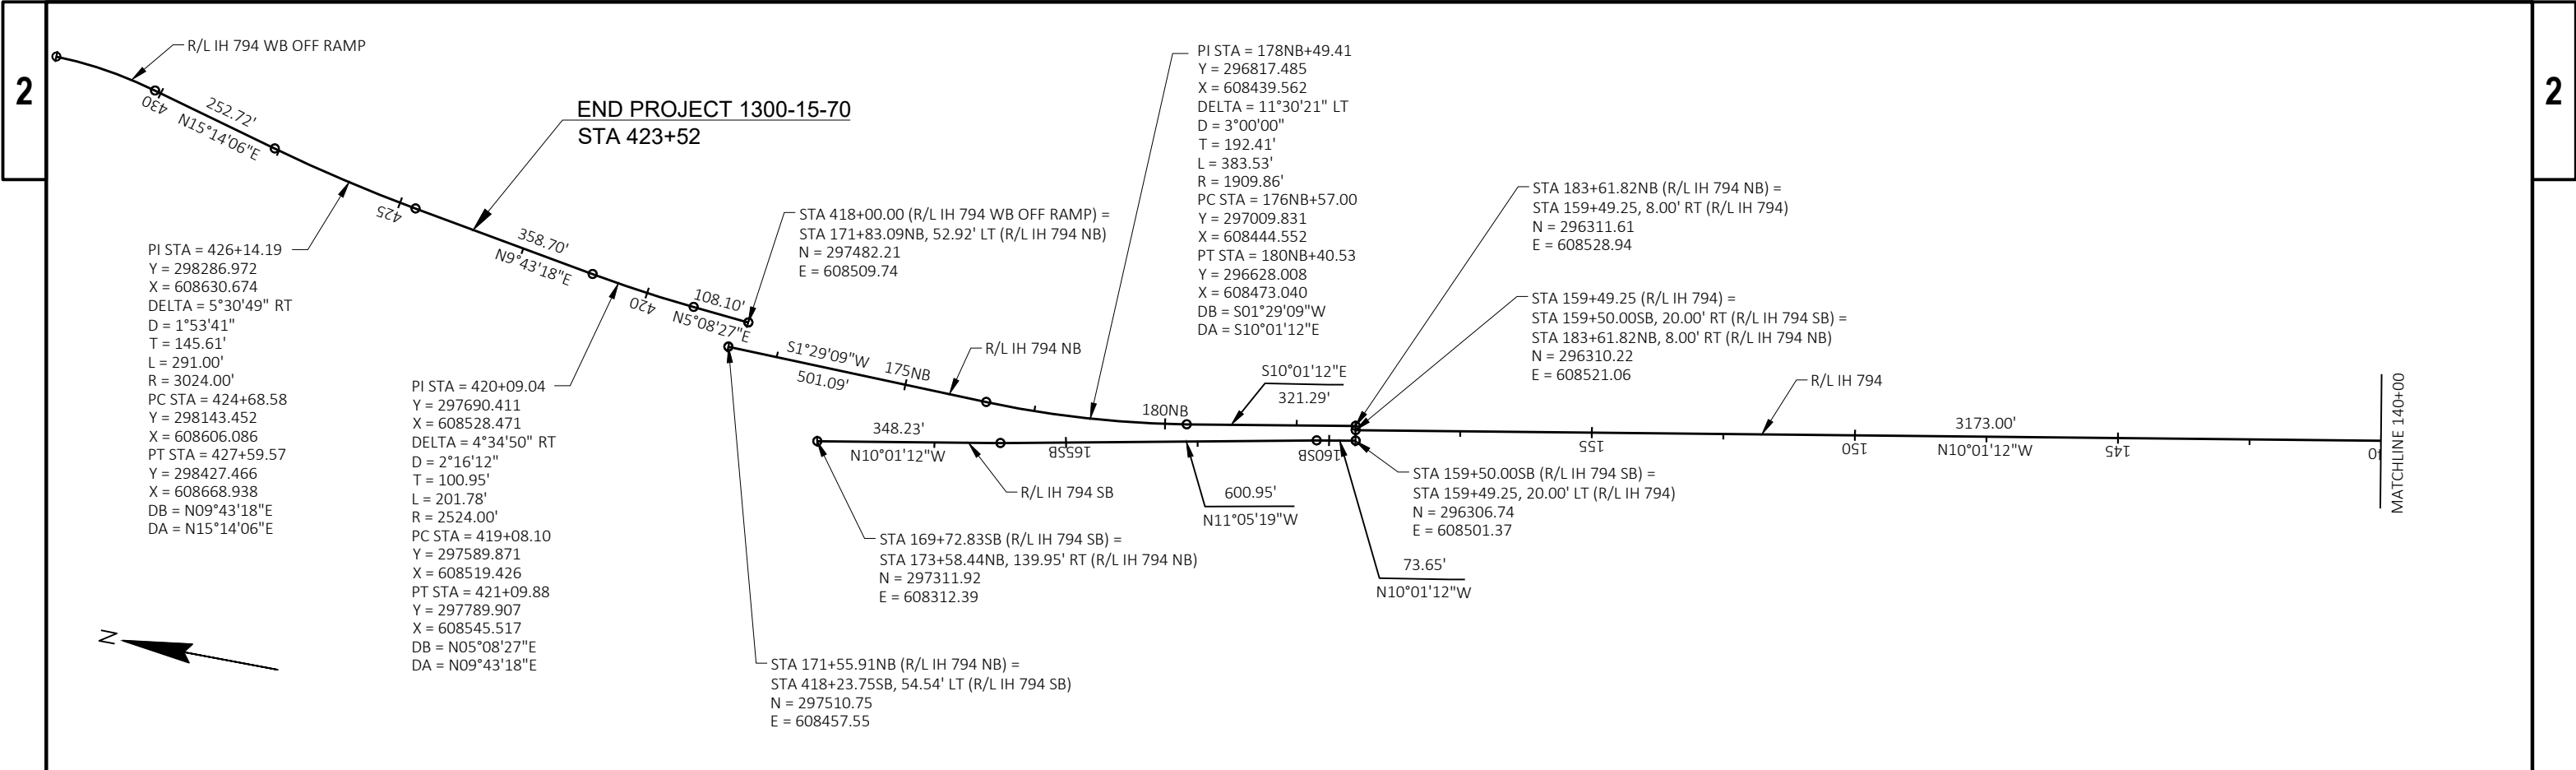 2
2
R/L IH 794 WB OFF RAMP
430
252.72'
N15°14'06"E
END PROJECT 1300-15-70
STA 423+52
425
358.70'
N9°43'18"E
420
108.10'
N5°08'27"E
PI STA = 426+14.19
Y = 298286.972
X = 608630.674
DELTA = 5°30'49" RT
D = 1°53'41"
T = 145.61'
L = 291.00'
R = 3024.00'
PC STA = 424+68.58
Y = 298143.452
X = 608606.086
PT STA = 427+59.57
Y = 298427.466
X = 608668.938
DB = N09°43'18"E
DA = N15°14'06"E
PI STA = 420+09.04
Y = 297690.411
X = 608528.471
DELTA = 4°34'50" RT
D = 2°16'12"
T = 100.95'
L = 201.78'
R = 2524.00'
PC STA = 419+08.10
Y = 297589.871
X = 608519.426
PT STA = 421+09.88
Y = 297789.907
X = 608545.517
DB = N05°08'27"E
DA = N09°43'18"E
STA 418+00.00 (R/L IH 794 WB OFF RAMP) =
STA 171+83.09NB, 52.92' LT (R/L IH 794 NB)
N = 297482.21
E = 608509.74
PI STA = 178NB+49.41
Y = 296817.485
X = 608439.562
DELTA = 11°30'21" LT
D = 3°00'00"
T = 192.41'
L = 383.53'
R = 1909.86'
PC STA = 176NB+57.00
Y = 297009.831
X = 608444.552
PT STA = 180NB+40.53
Y = 296628.008
X = 608473.040
DB = S01°29'09"W
DA = S10°01'12"E
STA 183+61.82NB (R/L IH 794 NB) =
STA 159+49.25, 8.00' RT (R/L IH 794)
N = 296311.61
E = 608528.94
STA 159+49.25 (R/L IH 794) =
STA 159+50.00SB, 20.00' RT (R/L IH 794 SB) =
STA 183+61.82NB, 8.00' RT (R/L IH 794 NB)
N = 296310.22
E = 608521.06
S1°29'09"W
501.09'
175NB
R/L IH 794 NB
180NB
S10°01'12"E
321.29'
R/L IH 794
348.23'
N10°01'12"W
R/L IH 794 SB
165SB
600.95'
N11°05'19"W
160SB
73.65'
N10°01'12"W
155
150
3173.00'
N10°01'12"W
145
MATCHLINE 140+00
STA 159+50.00SB (R/L IH 794 SB) =
STA 159+49.25, 20.00' LT (R/L IH 794)
N = 296306.74
E = 608501.37
STA 169+72.83SB (R/L IH 794 SB) =
STA 173+58.44NB, 139.95' RT (R/L IH 794 NB)
N = 297311.92
E = 608312.39
STA 171+55.91NB (R/L IH 794 NB) =
STA 418+23.75SB, 54.54' LT (R/L IH 794 SB)
N = 297510.75
E = 608457.55
N